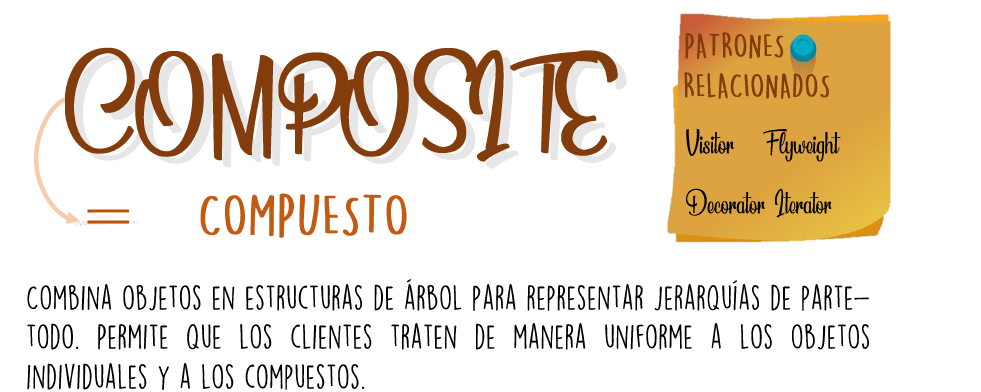 COMPOSITE
= COMPUESTO
PATRONES
RELACIONADOS
Visitor Flyweight
Decorator Iterator
COMBINA OBJETOS EN ESTRUCTURAS DE ÁRBOL PARA REPRESENTAR JERARQUÍAS DE PARTE-
TODO. PERMITE QUE LOS CLIENTES TRATEN DE MANERA UNIFORME A LOS OBJETOS
INDIVIDUALES Y A LOS COMPUESTOS.